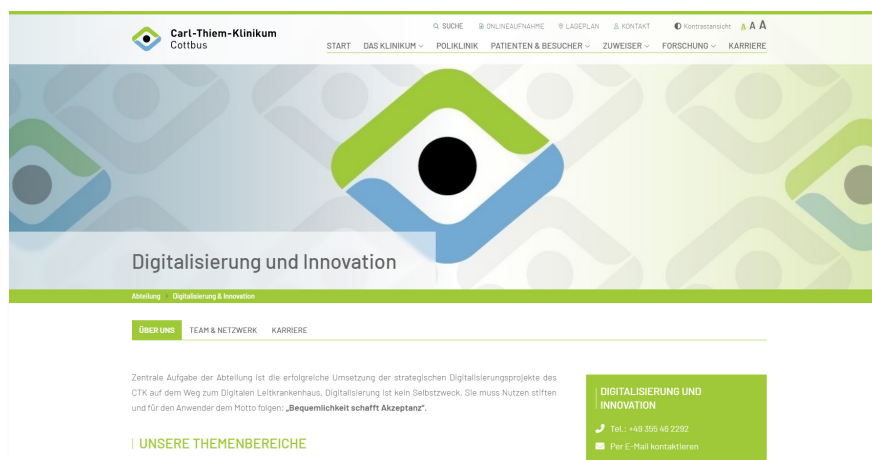 Carl-Thiem-Klinikum
Cottbus
SUCHE ONLINEAUFNAHME LAGEPLAN KONTAKT Kontrastansicht A A A
START DAS KLINIKUM POLIKLINIK PATIENTEN & BESUCHER ZUWEISER FORSCHUNG KARRIERE
Digitalisierung und Innovation
Abteilung Digitalisierung & Innovation
ÜBER UNS TEAM & NETZWERK KARRIERE
Zentrale Aufgabe der Abteilung ist die erfolgreiche Umsetzung der strategischen Digitalisierungsprojekte des
CTK auf dem Weg zum Digitalen Leitkrankenhaus. Digitalisierung ist kein Selbstzweck. Sie muss Nutzen stiften
und für den Anwender dem Motto folgen: „Bequemlichkeit schafft Akzeptanz".
UNSERE THEMENBEREICHE
DIGITALISIERUNG UND
INNOVATION
Tel.: +49 355 46 2292
Per E-Mail kontaktieren